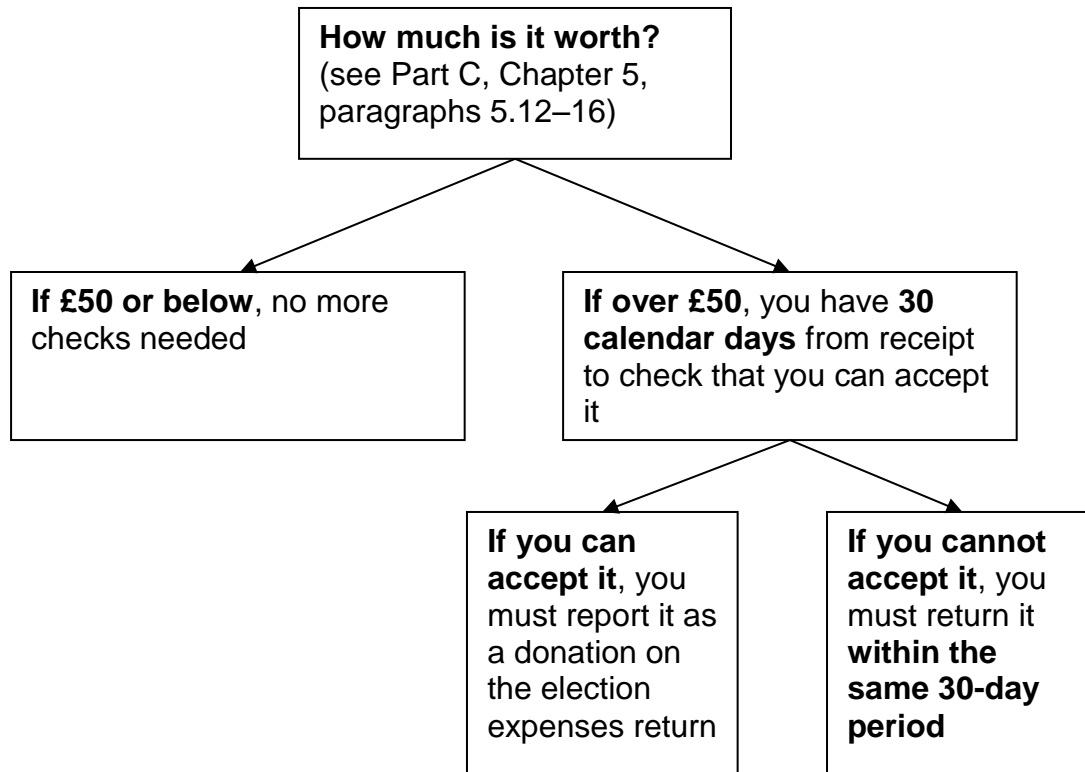 How much is it worth?
(see Part C, Chapter 5,
paragraphs 5.12–16)
If £50 or below, no more
checks needed
If over £50, you have 30
calendar days from receipt
to check that you can accept
it
If you can
accept it, you
must report it as
a donation on
the election
expenses return
If you cannot
accept it, you
must return it
within the
same 30-day
period